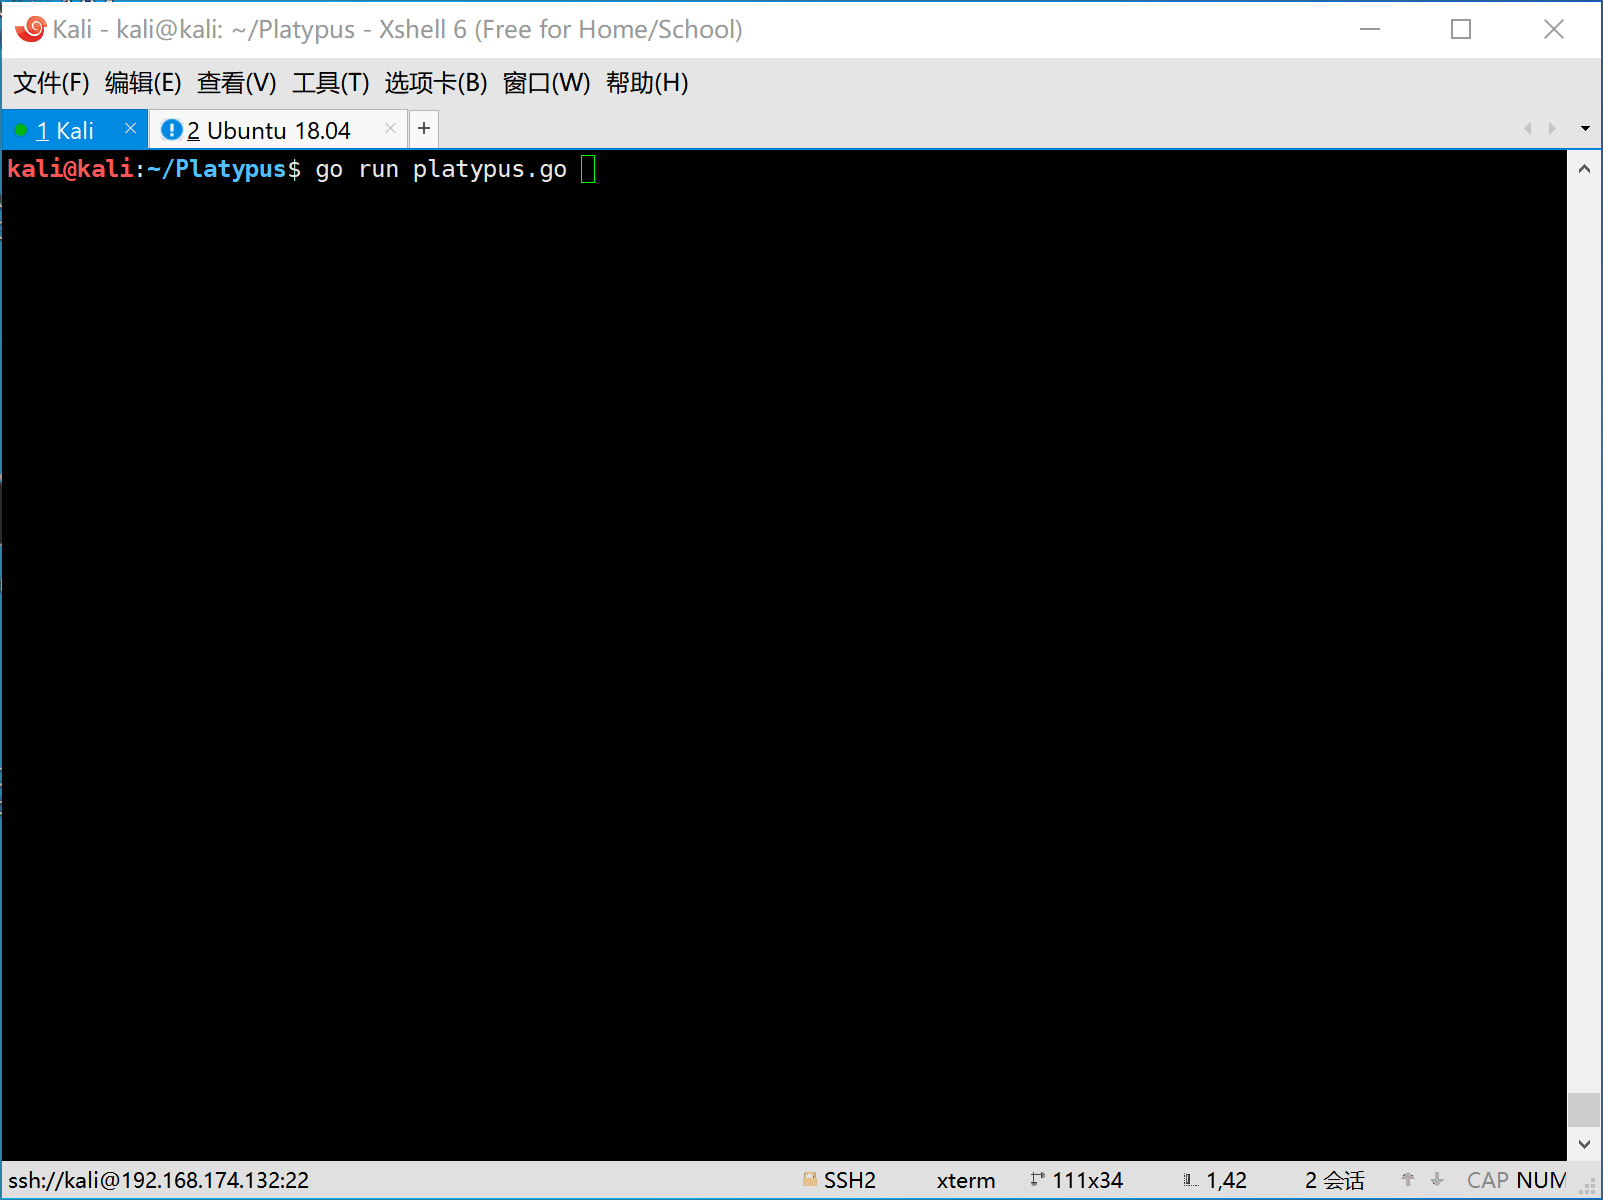 Kali - kali@kali: ~/Platypus - Xshell 6 (Free for Home/School)
文件(F) 编辑(E) 查看(V) 工具(T) 选项卡(B) 窗口(W) 帮助(H)
1 Kali × 2 Ubuntu 18.04 × +
kali@kali:~/Platypus$ go run platypus.go
ssh://kali@192.168.174.132:22 SSH2 xterm 111x34 1,42 2 会话 CAP NUM